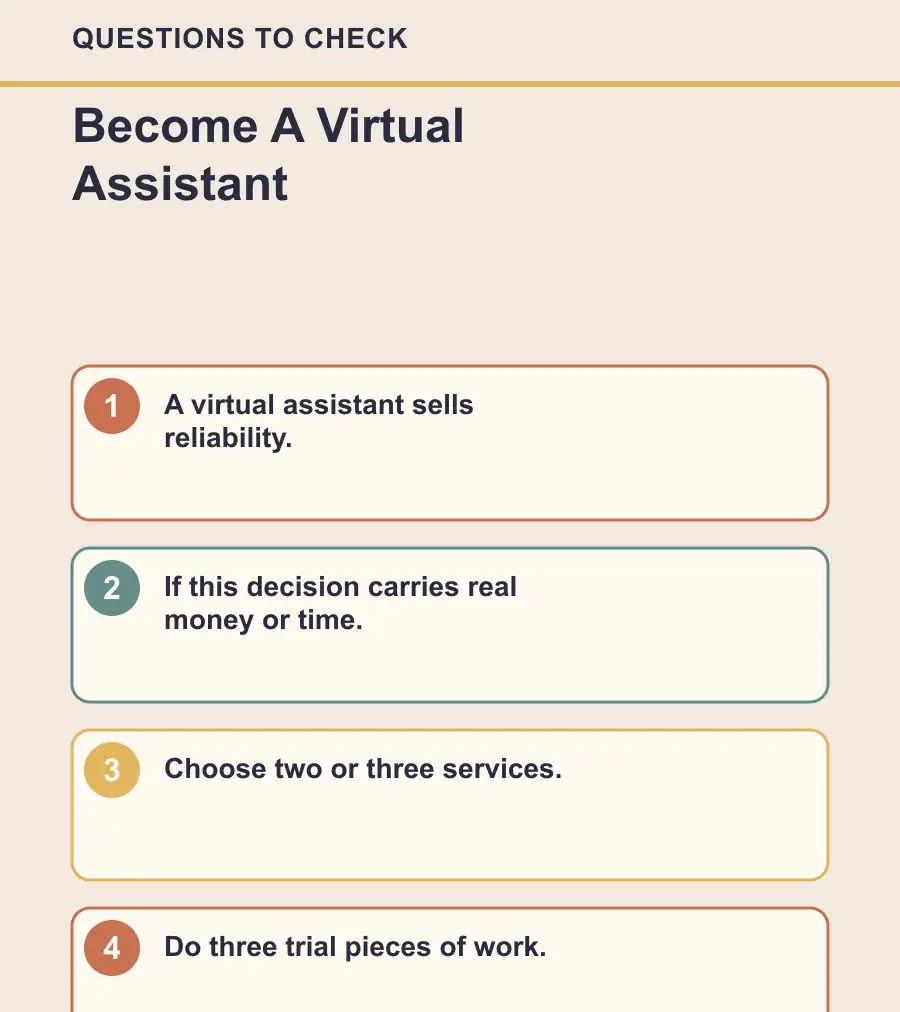 QUESTIONS TO CHECK
Become A Virtual
Assistant
1
A virtual assistant sells
reliability.
2
If this decision carries real
money or time.
3
Choose two or three services.
4
Do three trial pieces of work.